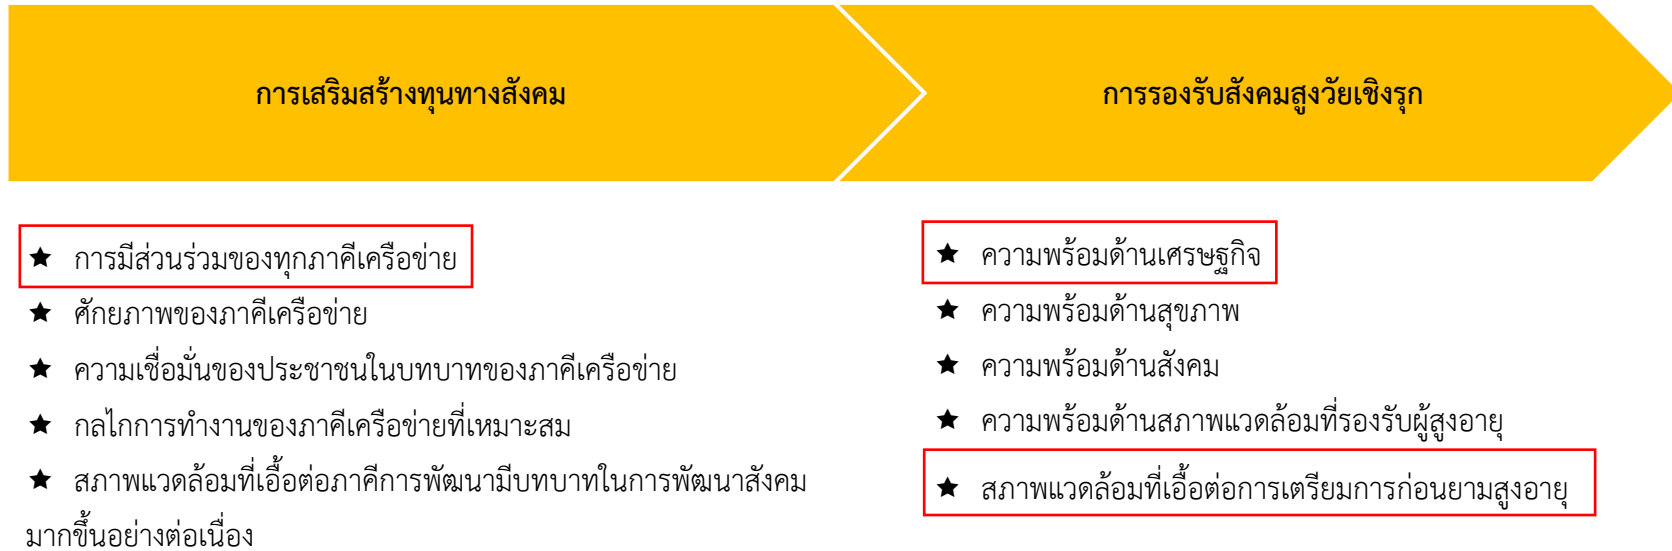 การเสริมสร้างทุนทางสังคม
การรองรับสังคมสูงวัยเชิงรุก
★ การมีส่วนร่วมของทุกภาคีเครือข่าย
★ ศักยภาพของภาคีเครือข่าย
★ ความเชื่อมั่นของประชาชนในบทบาทของภาคีเครือข่าย
★ กลไกการทำงานของภาคีเครือข่ายที่เหมาะสม
★ สภาพแวดล้อมที่เอื้อต่อภาคีการพัฒนามีบทบาทในการพัฒนาสังคม
มากขึ้นอย่างต่อเนื่อง
★ ความพร้อมด้านเศรษฐกิจ
★ ความพร้อมด้านสุขภาพ
★ ความพร้อมด้านสังคม
★ ความพร้อมด้านสภาพแวดล้อมที่รองรับผู้สูงอายุ
★ สภาพแวดล้อมที่เอื้อต่อการเตรียมการก่อนยามสูงอายุ